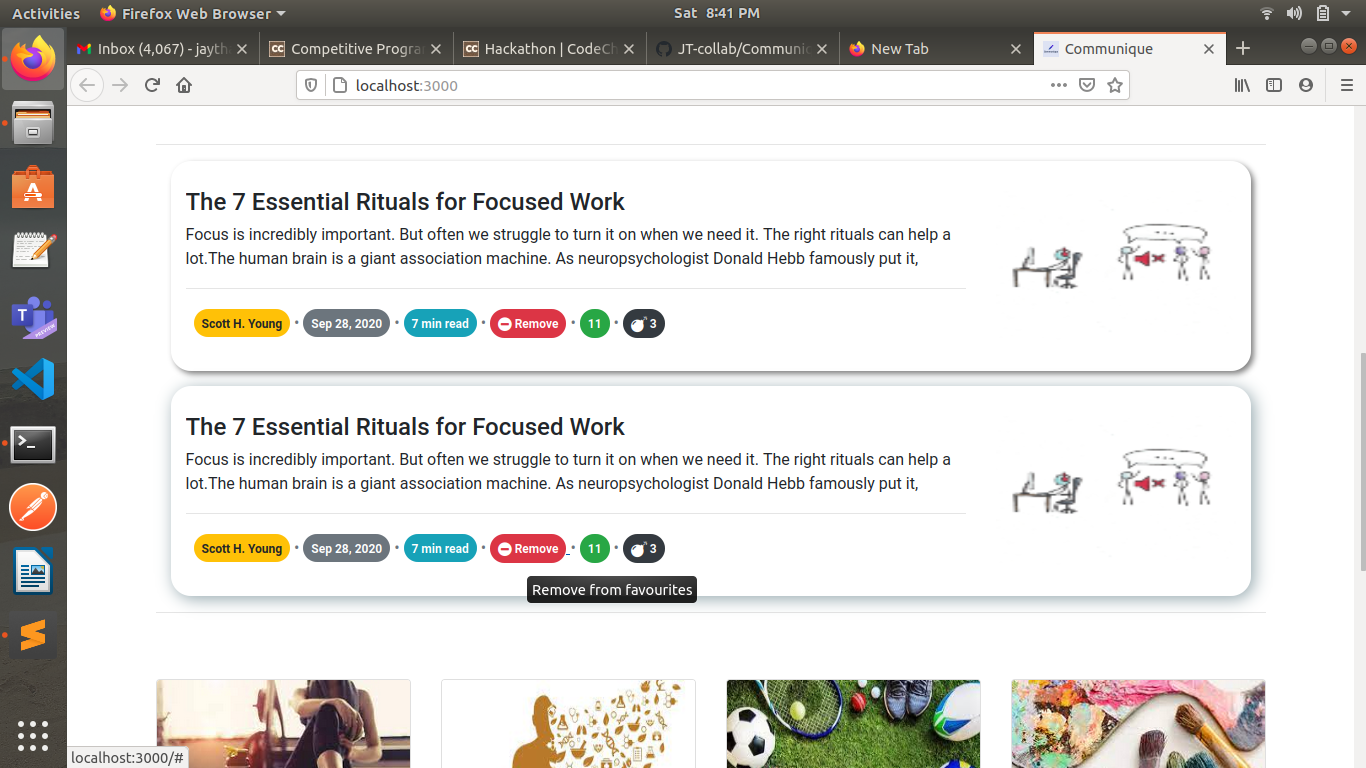 Activities Firefox Web Browser Sat 8:41 PM
Inbox (4,067) - jayth CC Competitive Progra CC Hackathon | CodeCh JT-collab/Communic New Tab Communique
localhost:3000
The 7 Essential Rituals for Focused Work
Focus is incredibly important. But often we struggle to turn it on when we need it. The right rituals can help a
lot.The human brain is a giant association machine. As neuropsychologist Donald Hebb famously put it,
Scott H. Young • Sep 28, 2020 • 7 min read • Remove • 11 • 3
The 7 Essential Rituals for Focused Work
Focus is incredibly important. But often we struggle to turn it on when we need it. The right rituals can help a
lot.The human brain is a giant association machine. As neuropsychologist Donald Hebb famously put it,
Scott H. Young • Sep 28, 2020 • 7 min read • Remove • 11 • 3
Remove from favourites
localhost:3000/#